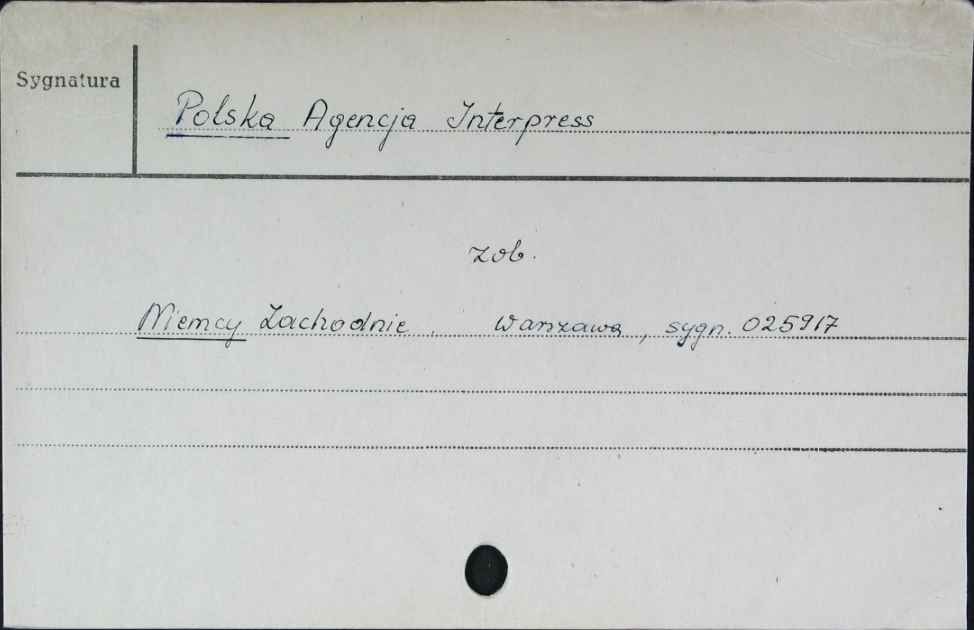 Sygnatura
Polska Agencja Interpress
zob.
Niemcy Zachodnie, Warszawa, sygn. 025917